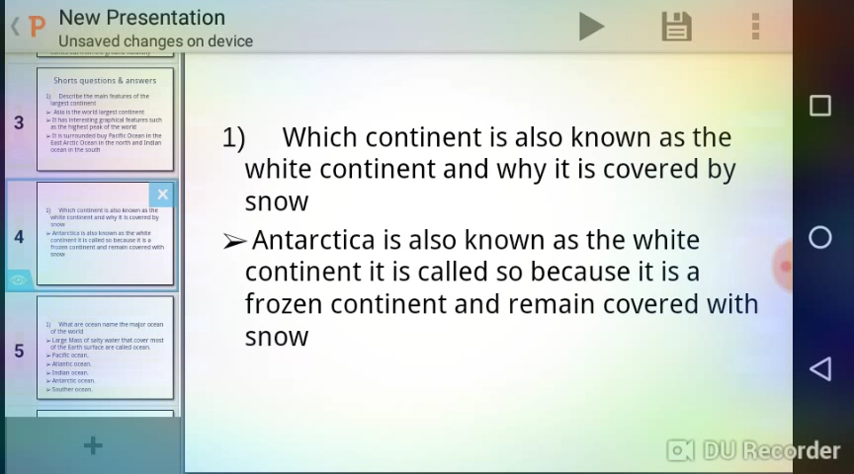 New Presentation
Unsaved changes on device
3
Shorts questions & answers
1) Describe the main features of the
largest continent
➢ Asia is the world largest continent
➢ It has interesting graphical features such
as the highest peak of the world
➢ It is surrounded buy Pacific Ocean in the
East Arctic Ocean in the north and Indian
ocean in the south
4
1) Which continent is also known as the
white continent and why it is covered by
snow
➢ Antarctica is also known as the white
continent it is called so because it is a
frozen continent and remain covered with
snow
5
1) What are ocean name the major ocean
of the world
➢ Large Mass of salty water that cover most
of the Earth surface are called ocean.
➢ Pacific ocean.
➢ Atlantic ocean.
➢ Indian ocean.
➢ Antarctic ocean.
➢ Souther ocean.
1) Which continent is also known as the
white continent and why it is covered by
snow
➢ Antarctica is also known as the white
continent it is called so because it is a
frozen continent and remain covered with
snow
DU Recorder